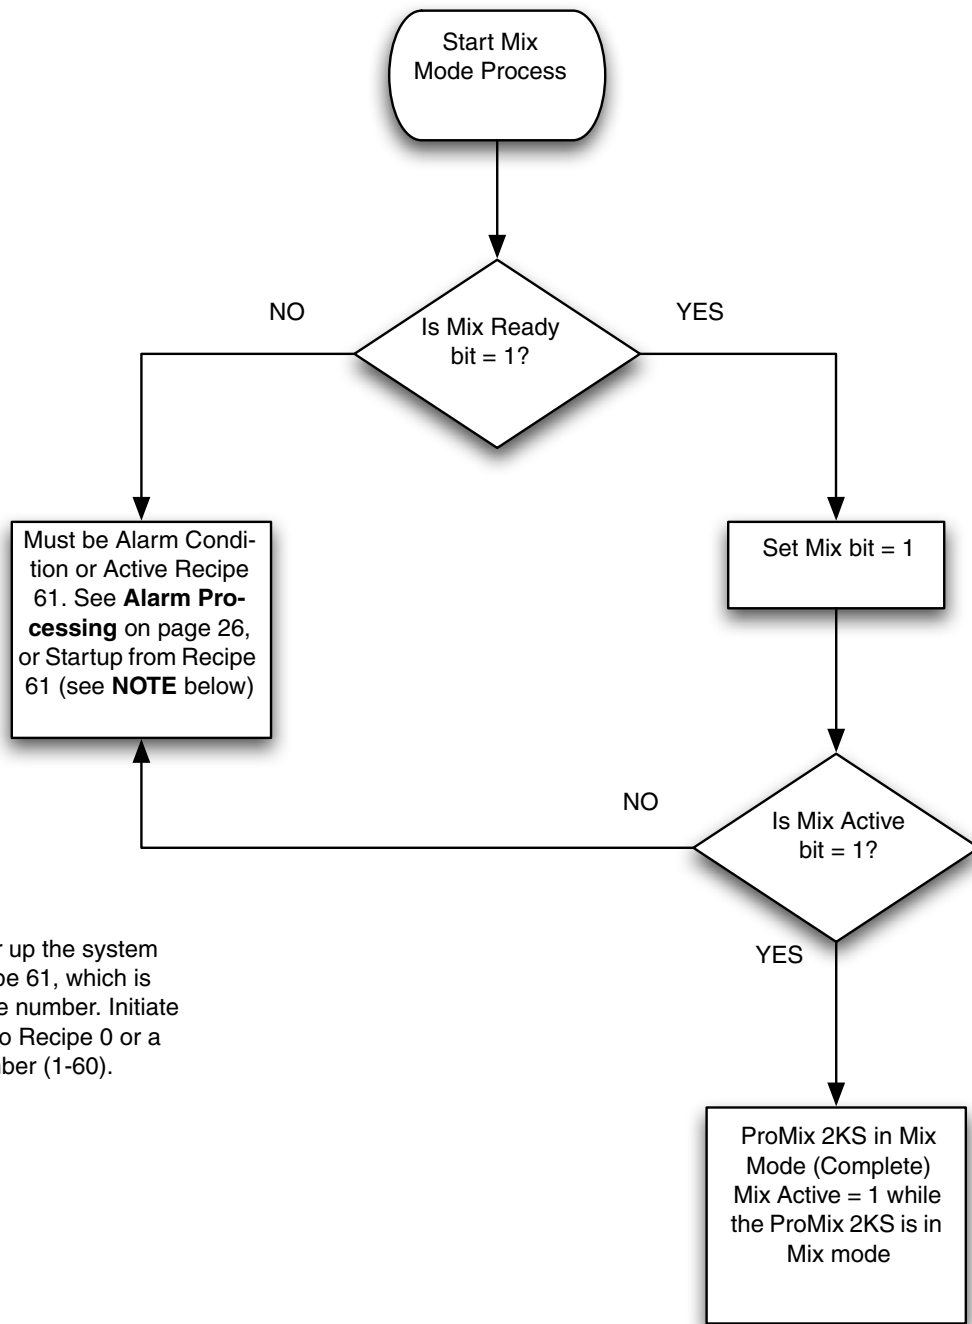 Start Mix
Mode Process
Is Mix Ready
bit = 1?
NO
YES
Must be Alarm Condi-
tion or Active Recipe
61. See Alarm Pro-
cessing on page 26,
or Startup from Recipe
61 (see NOTE below)
Set Mix bit = 1
Is Mix Active
bit = 1?
NO
YES
up the system
61, which is
number. Initiate
Recipe 0 or a
(1-60).
ProMix 2KS in Mix
Mode (Complete)
Mix Active = 1 while
the ProMix 2KS is in
Mix mode